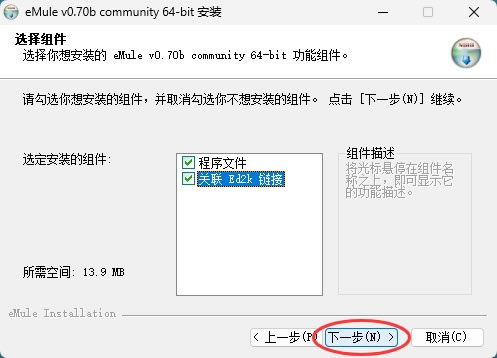 eMule v0.70b community 64-bit 安装
选择组件
选择你想安装的 eMule v0.70b community 64-bit 功能组件。
请勾选你想安装的组件，并取消勾选你不想安装的组件。 点击 [下一步(N)] 继续。
选定安装的组件:
程序文件
关联 Ed2k 链接
组件描述
将光标悬停在组件名
称之上，即可显示它
的功能描述。
所需空间: 13.9 MB
eMule Installation
< 上一步(P)
下一步(N) >
取消(C)